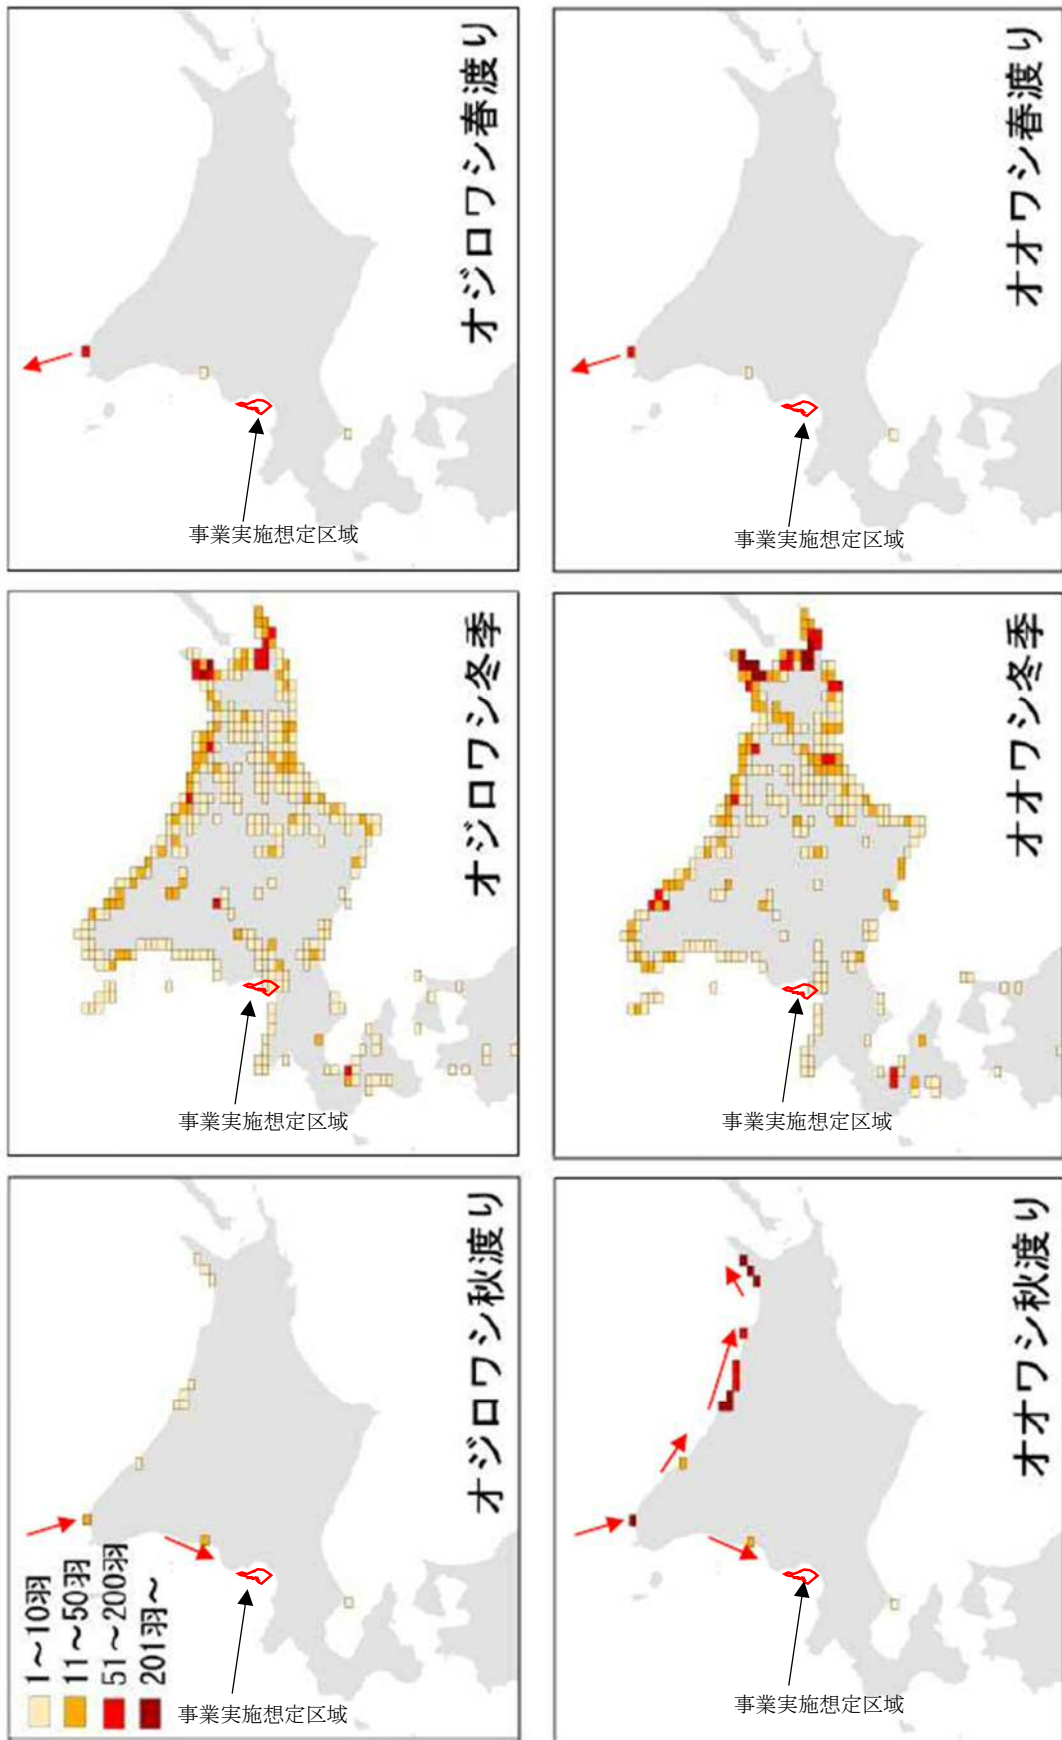 オジロワシ春渡り
事業実施想定区域
オオワシ春渡り
事業実施想定区域
オジロワシ冬季
事業実施想定区域
オオワシ冬季
事業実施想定区域
オジロワシ秋渡り
1～10羽
11～50羽
51～200羽
201羽～
事業実施想定区域
オオワシ秋渡り
事業実施想定区域